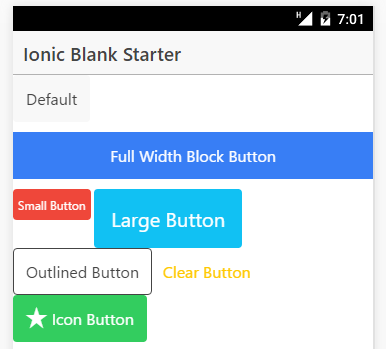 7:01
Ionic Blank Starter
Default
Full Width Block Button
Small Button
Large Button
Outlined Button Clear Button
Icon Button